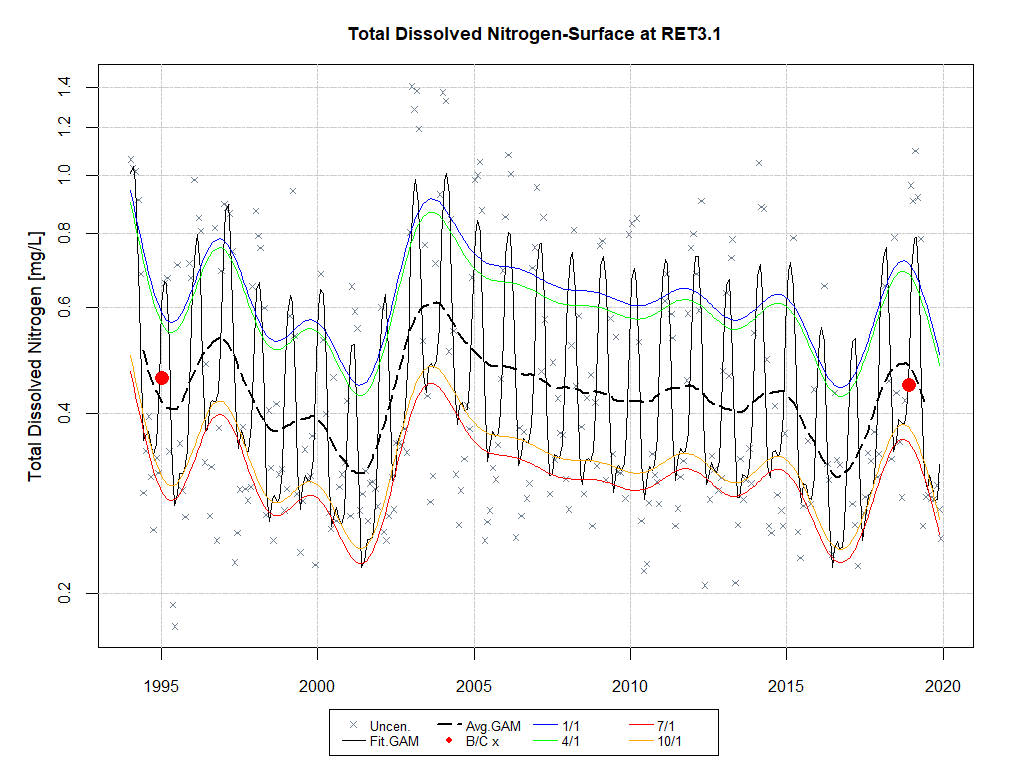 Total Dissolved Nitrogen-Surface at RET3.1
Total Dissolved Nitrogen [mg/L]
1.4
1.2
1.0
0.8
0.6
0.4
0.2
1995 2000 2005 2010 2015 2020
Uncen. Avg.GAM 1/1 7/1
Fit.GAM B/C x 4/1 10/1